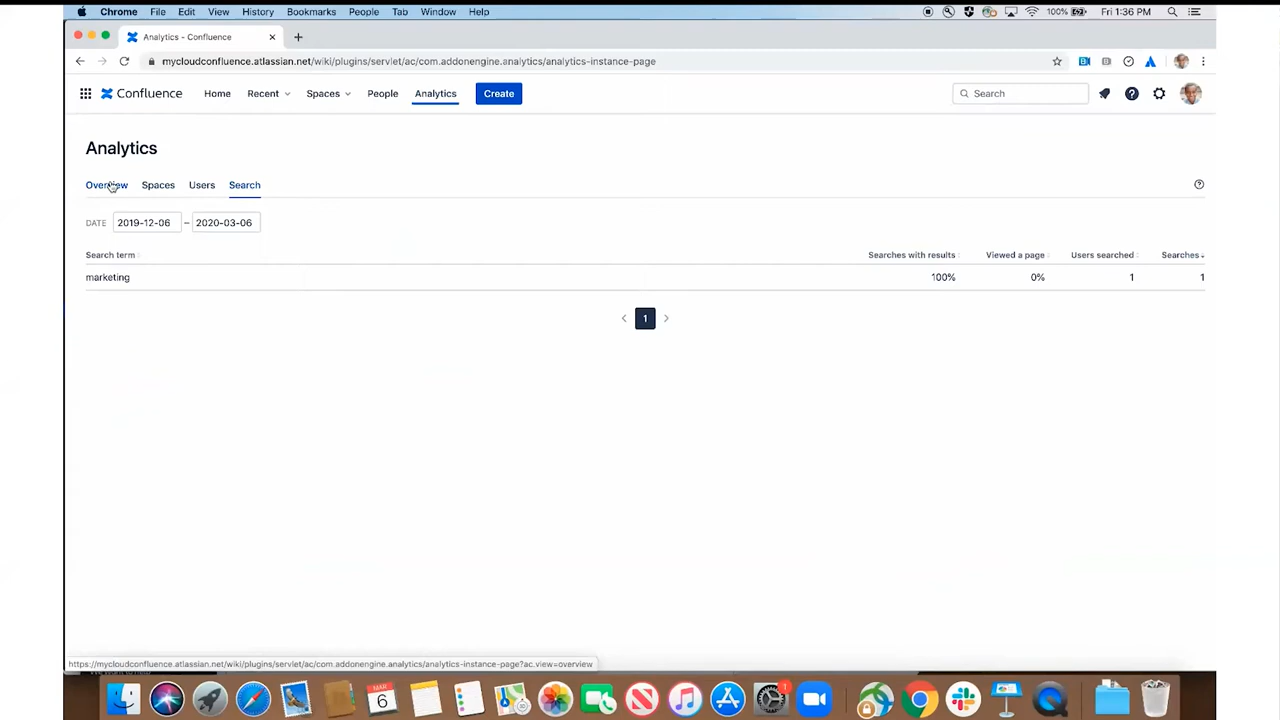 Chrome File Edit View History Bookmarks People Tab Window Help 100% Fri 1:36 PM
Analytics - Confluence
mycloudconfluence.atlassian.net/wiki/plugins/servlet/ac/com.addonengine.analytics/analytics-instance-page
Confluence Home Recent Spaces People Analytics Create Search
Analytics
Overview Spaces Users Search
DATE 2019-12-06 – 2020-03-06
Search term Searches with results Viewed a page Users searched Searches
marketing 100% 0% 1 1
1
https://mycloudconfluence.atlassian.net/wiki/plugins/servlet/ac/com.addonengine.analytics/analytics-instance-page?ac.view=overview
MAR
6
1